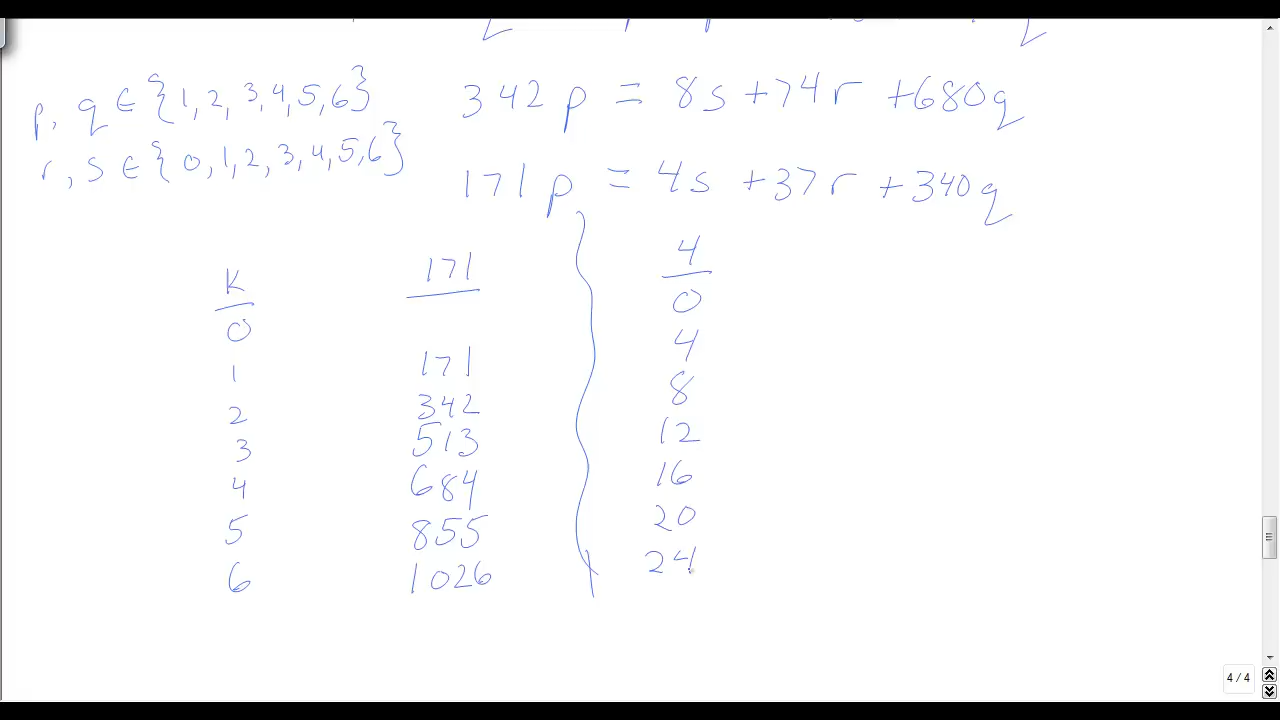 p, q ∈ {1, 2, 3, 4, 5, 6}
342p = 8s + 74r + 680q
r, s ∈ {0, 1, 2, 3, 4, 5, 6}
171p = 4s + 37r + 340q
K 171 4
0 0
1 171 4
2 342 8
3 513 12
4 684 16
5 855 20
6 1026 24
4 / 4